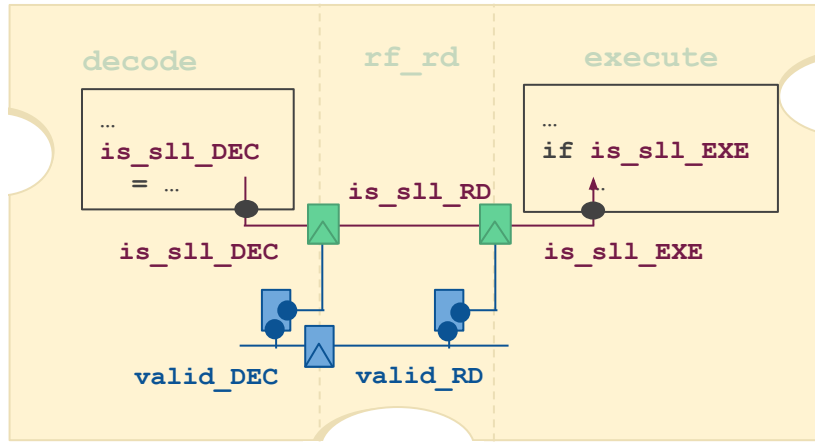 decode
rf_rd
execute
…
is_sll_DEC
= …
…
if is_sll_EXE
…
is_sll_RD
is_sll_DEC
is_sll_EXE
valid_DEC
valid_RD